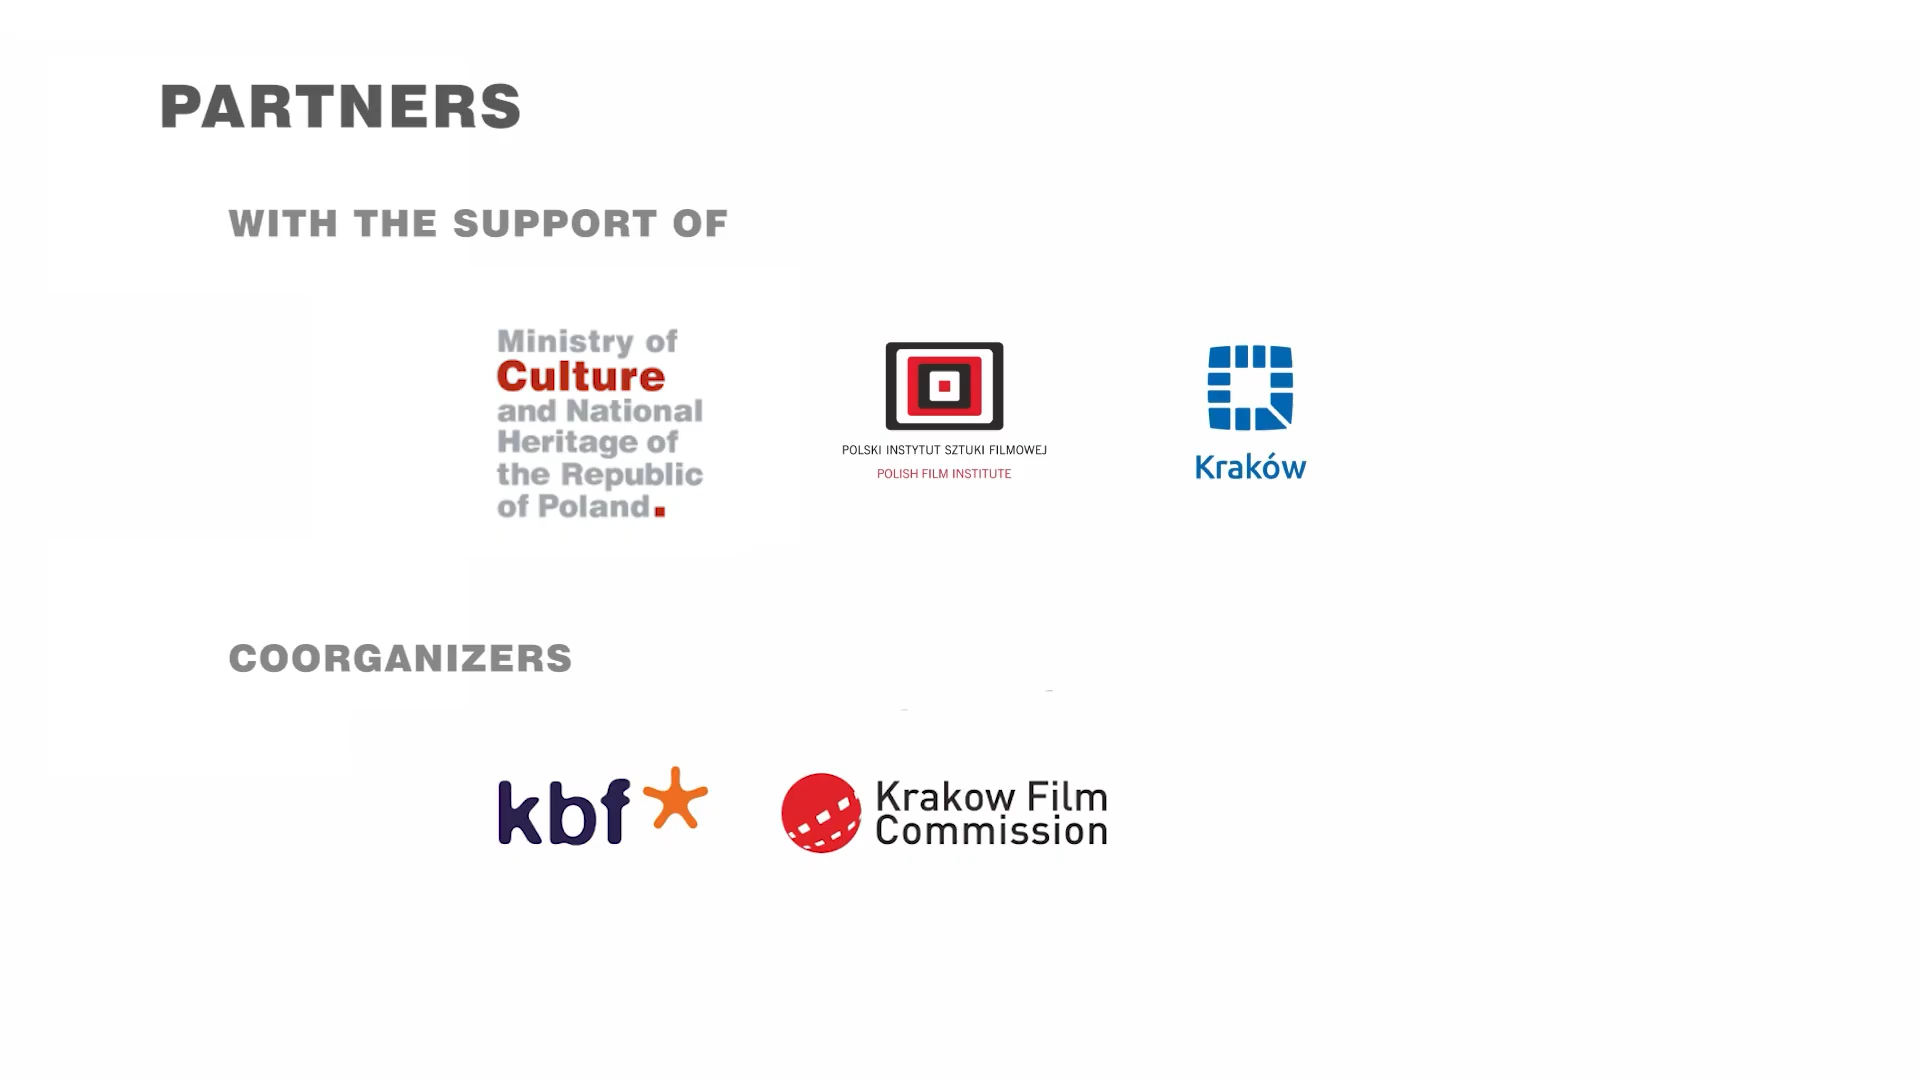 PARTNERS
WITH THE SUPPORT OF
Ministry of
Culture
and National
Heritage of
the Republic
of Poland.
POLSKI INSTYTUT SZTUKI FILMOWEJ
POLISH FILM INSTITUTE
Kraków
COORGANIZERS
kbf
Krakow Film
Commission